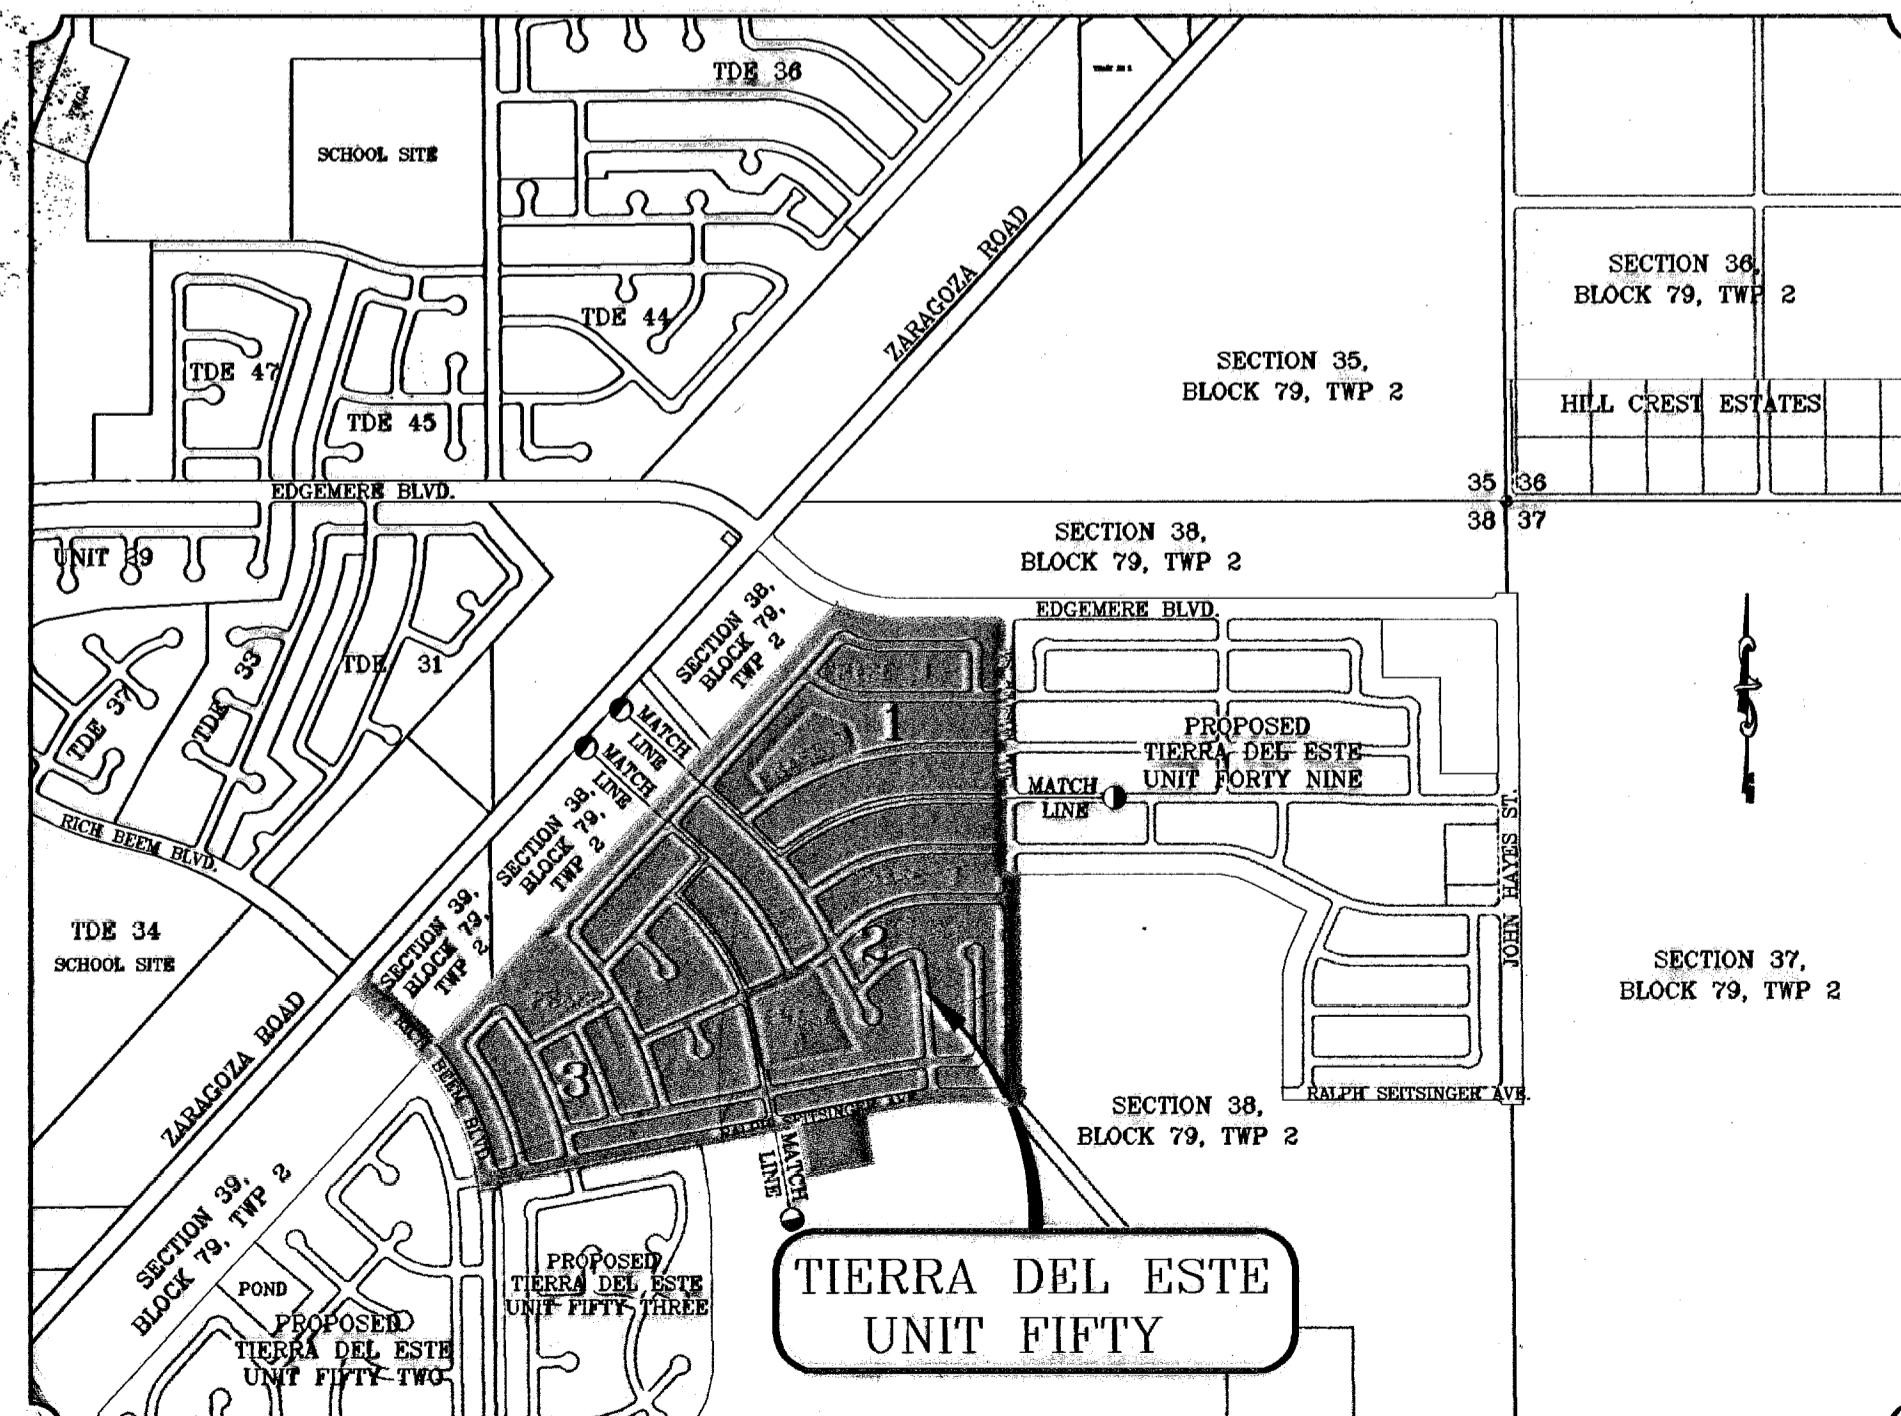 TDE 36
SCHOOL SITE
ZARAGOZA ROAD
SECTION 36,
BLOCK 79, TWP 2
TDE 44
TDE 47
SECTION 35,
BLOCK 79, TWP 2
HILL CREST ESTATES
TDE 45
35 36
38 37
EDGEMERE BLVD.
SECTION 38,
BLOCK 79, TWP 2
UNIT 39
SECTION 38,
BLOCK 79,
TWP 2
EDGEMERE BLVD.
TDE 33
TDE 31
TDE 37
MATCH
LINE
MATCH
LINE
1
PROPOSED
TIERRA DEL ESTE
UNIT FORTY NINE
MATCH
LINE
RICH BEEM BLVD.
SECTION 38,
BLOCK 79,
TWP 2
JOHN HAYES ST.
TDE 34
SCHOOL SITE
SECTION 39,
BLOCK 79,
TWP 2
2
SECTION 37,
BLOCK 79, TWP 2
ZARAGOZA ROAD
RICH BEEM BLVD.
3
RALPH SEITSINGER AVE.
RALPH SEITSINGER AVE.
SECTION 38,
BLOCK 79, TWP 2
MATCH
LINE
SECTION 39,
BLOCK 79, TWP 2
POND
PROPOSED
TIERRA DEL ESTE
UNIT FIFTY THREE
PROPOSED
TIERRA DEL ESTE
UNIT FIFTY TWO
TIERRA DEL ESTE
UNIT FIFTY